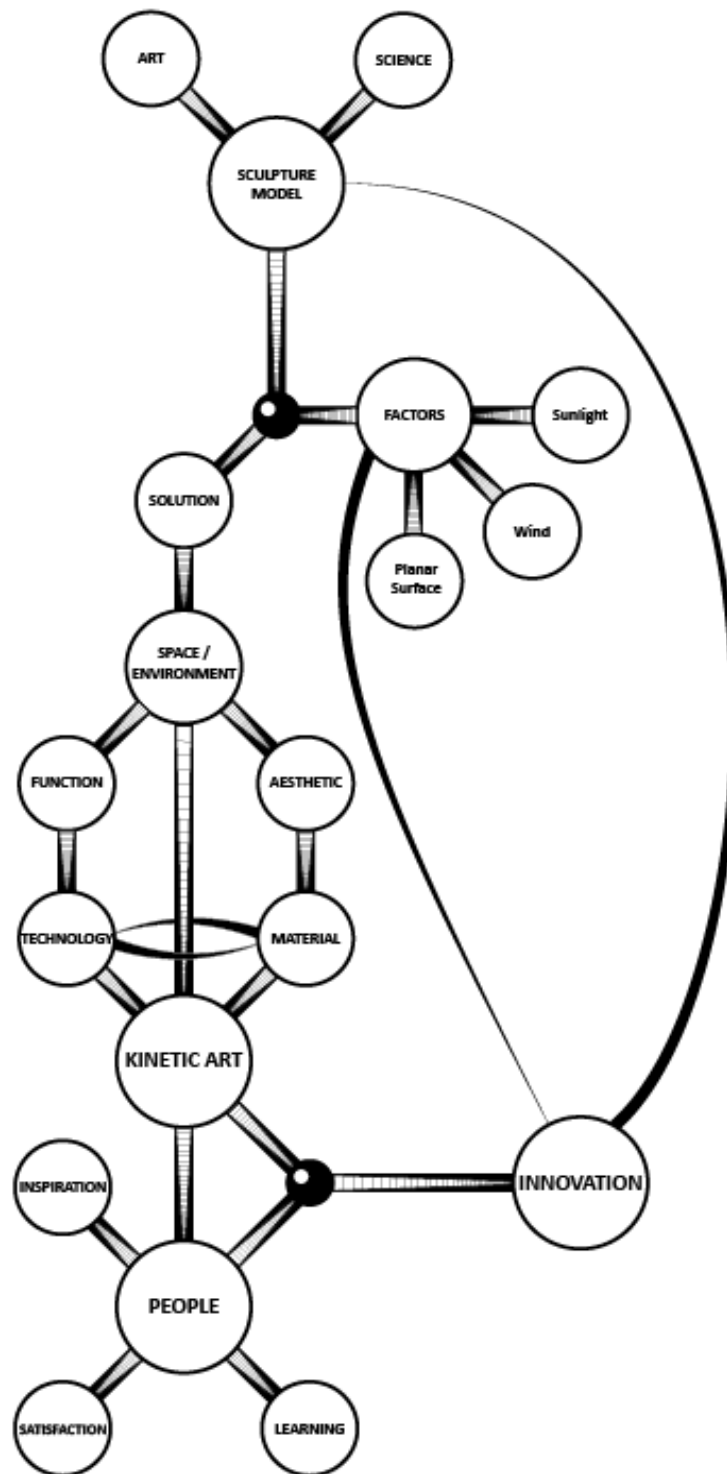 ART
SCIENCE
SCULPTURE
MODEL
FACTORS
Sunlight
SOLUTION
Wind
Planar
Surface
SPACE /
ENVIRONMENT
FUNCTION
AESTHETIC
TECHNOLOGY
MATERIAL
KINETIC ART
INSPIRATION
INNOVATION
PEOPLE
SATISFACTION
LEARNING